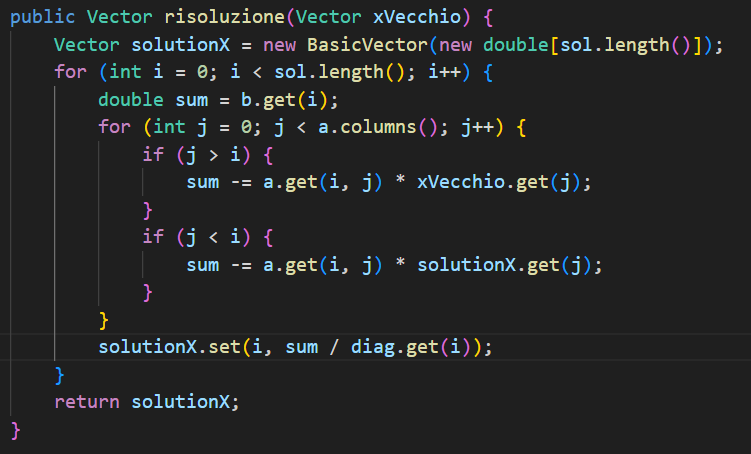 public Vector risoluzione(Vector xVecchio) {
    Vector solutionX = new BasicVector(new double[sol.length()]);
    for (int i = 0; i < sol.length(); i++) {
        double sum = b.get(i);
        for (int j = 0; j < a.columns(); j++) {
            if (j > i) {
                sum -= a.get(i, j) * xVecchio.get(j);
            }
            if (j < i) {
                sum -= a.get(i, j) * solutionX.get(j);
            }
        }
        solutionX.set(i, sum / diag.get(i));
    }
    return solutionX;
}